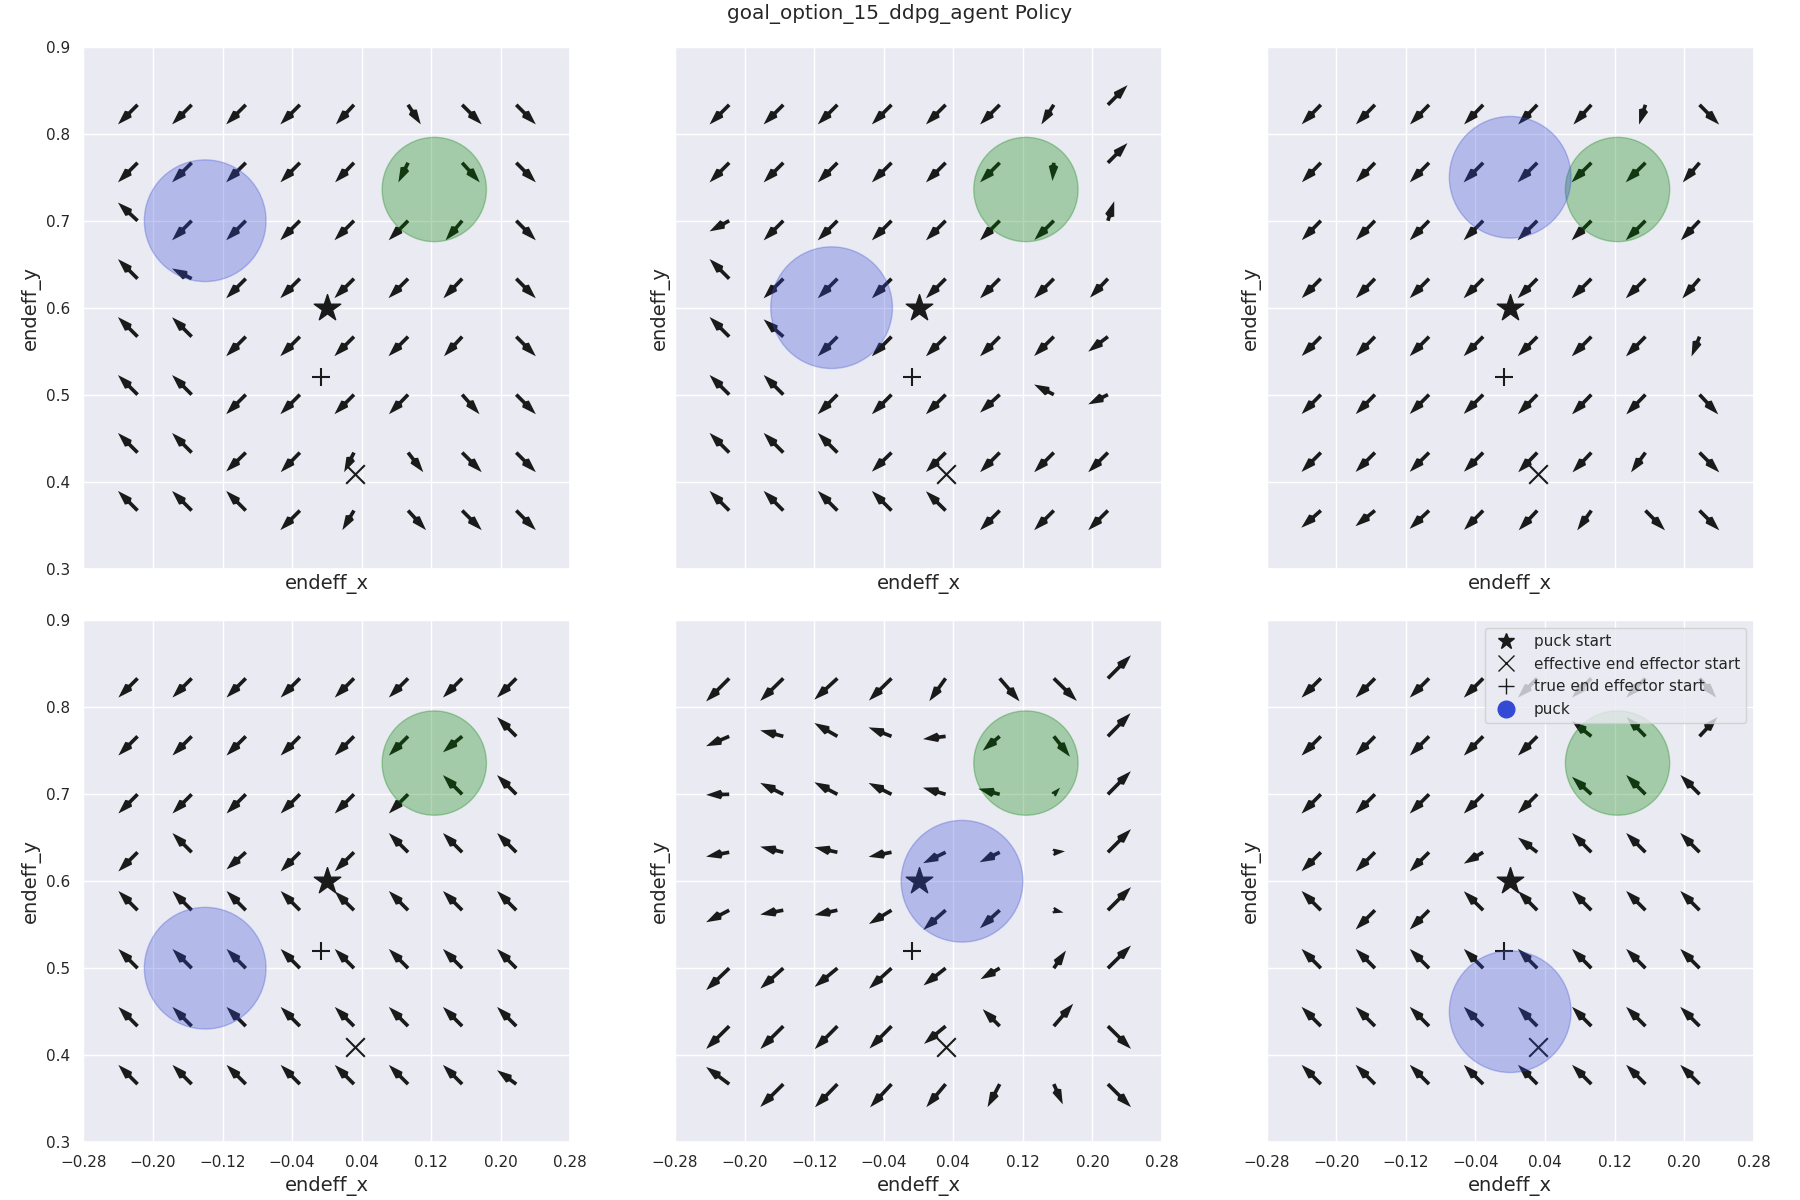 goal_option_15_ddpg_agent Policy
0.9
0.8
0.7
0.6
0.5
0.4
0.3
endeff_y
endeff_x
endeff_y
endeff_x
endeff_y
endeff_x
0.9
0.8
0.7
0.6
0.5
0.4
0.3
endeff_y
−0.28 −0.20 −0.12 −0.04 0.04 0.12 0.20 0.28
endeff_x
endeff_y
−0.28 −0.20 −0.12 −0.04 0.04 0.12 0.20 0.28
endeff_x
endeff_y
puck start
effective end effector start
true end effector start
puck
−0.28 −0.20 −0.12 −0.04 0.04 0.12 0.20 0.28
endeff_x